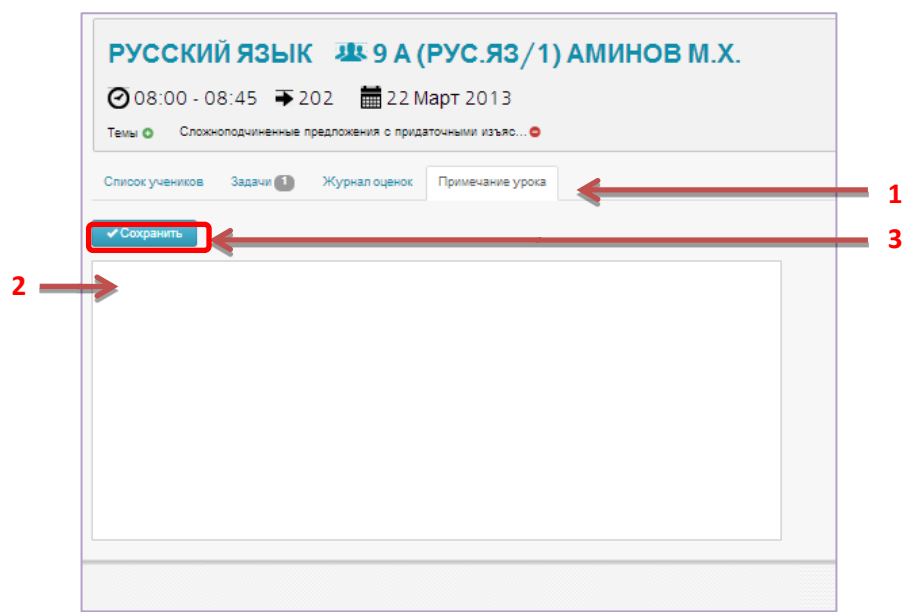 РУССКИЙ ЯЗЫК 9 А (РУС.ЯЗ/1) АМИНОВ М.Х.
08:00 - 08:45 202 22 Март 2013
Темы Сложноподчиненные предложения с придаточными изъяс...
Список учеников Задачи 1 Журнал оценок Примечание урока
1
Сохранить
3
2